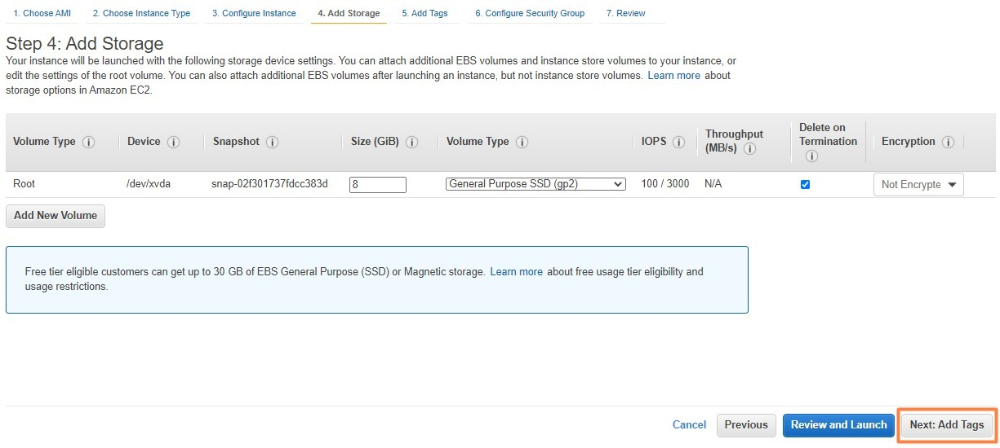 1. Choose AMI 2. Choose Instance Type 3. Configure Instance 4. Add Storage 5. Add Tags 6. Configure Security Group 7. Review
Step 4: Add Storage
Your instance will be launched with the following storage device settings. You can attach additional EBS volumes and instance store volumes to your instance, or
edit the settings of the root volume. You can also attach additional EBS volumes after launching an instance, but not instance store volumes. Learn more about
storage options in Amazon EC2.
Volume Type Device Snapshot Size (GiB) Volume Type IOPS Throughput (MB/s) Delete on Termination Encryption
Root /dev/xvda snap-02f301737fdcc383d 8 General Purpose SSD (gp2) 100 / 3000 N/A Not Encrypte
Add New Volume
Free tier eligible customers can get up to 30 GB of EBS General Purpose (SSD) or Magnetic storage. Learn more about free usage tier eligibility and
usage restrictions.
Cancel Previous Review and Launch Next: Add Tags